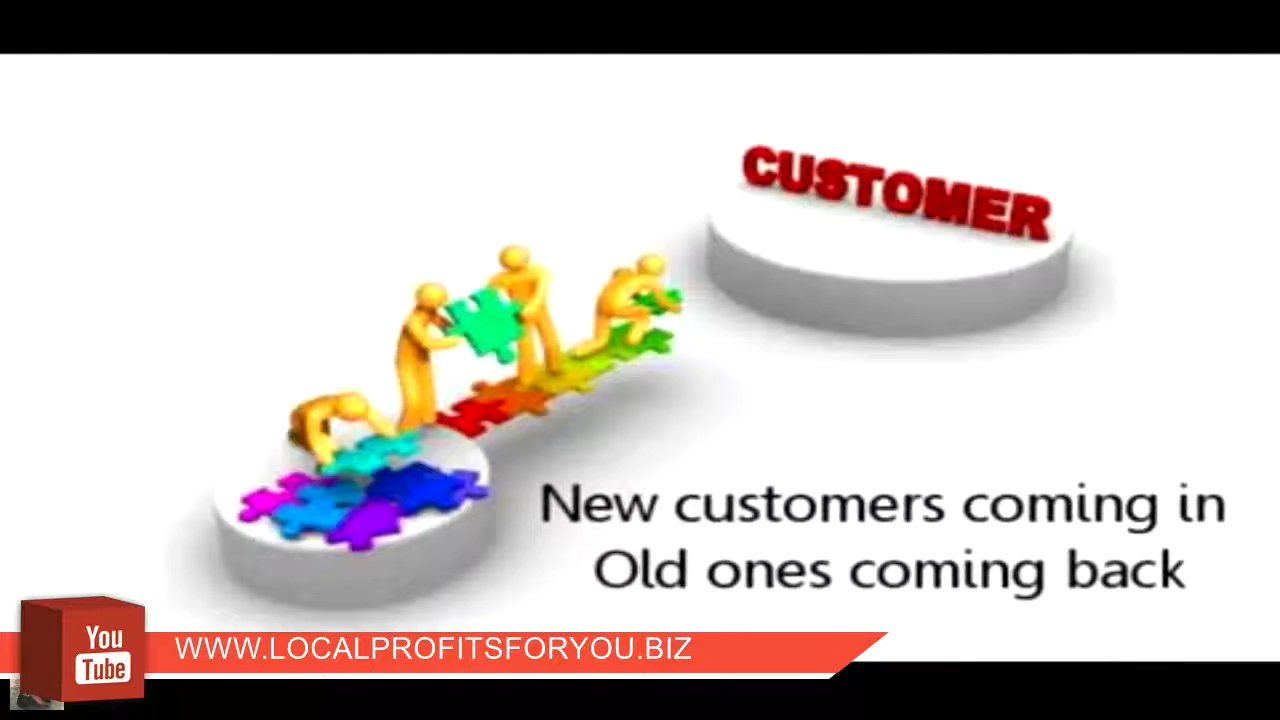 CUSTOMER
New customers coming in
Old ones coming back
You
Tube
WWW.LOCALPROFITSFORYOU.BIZ